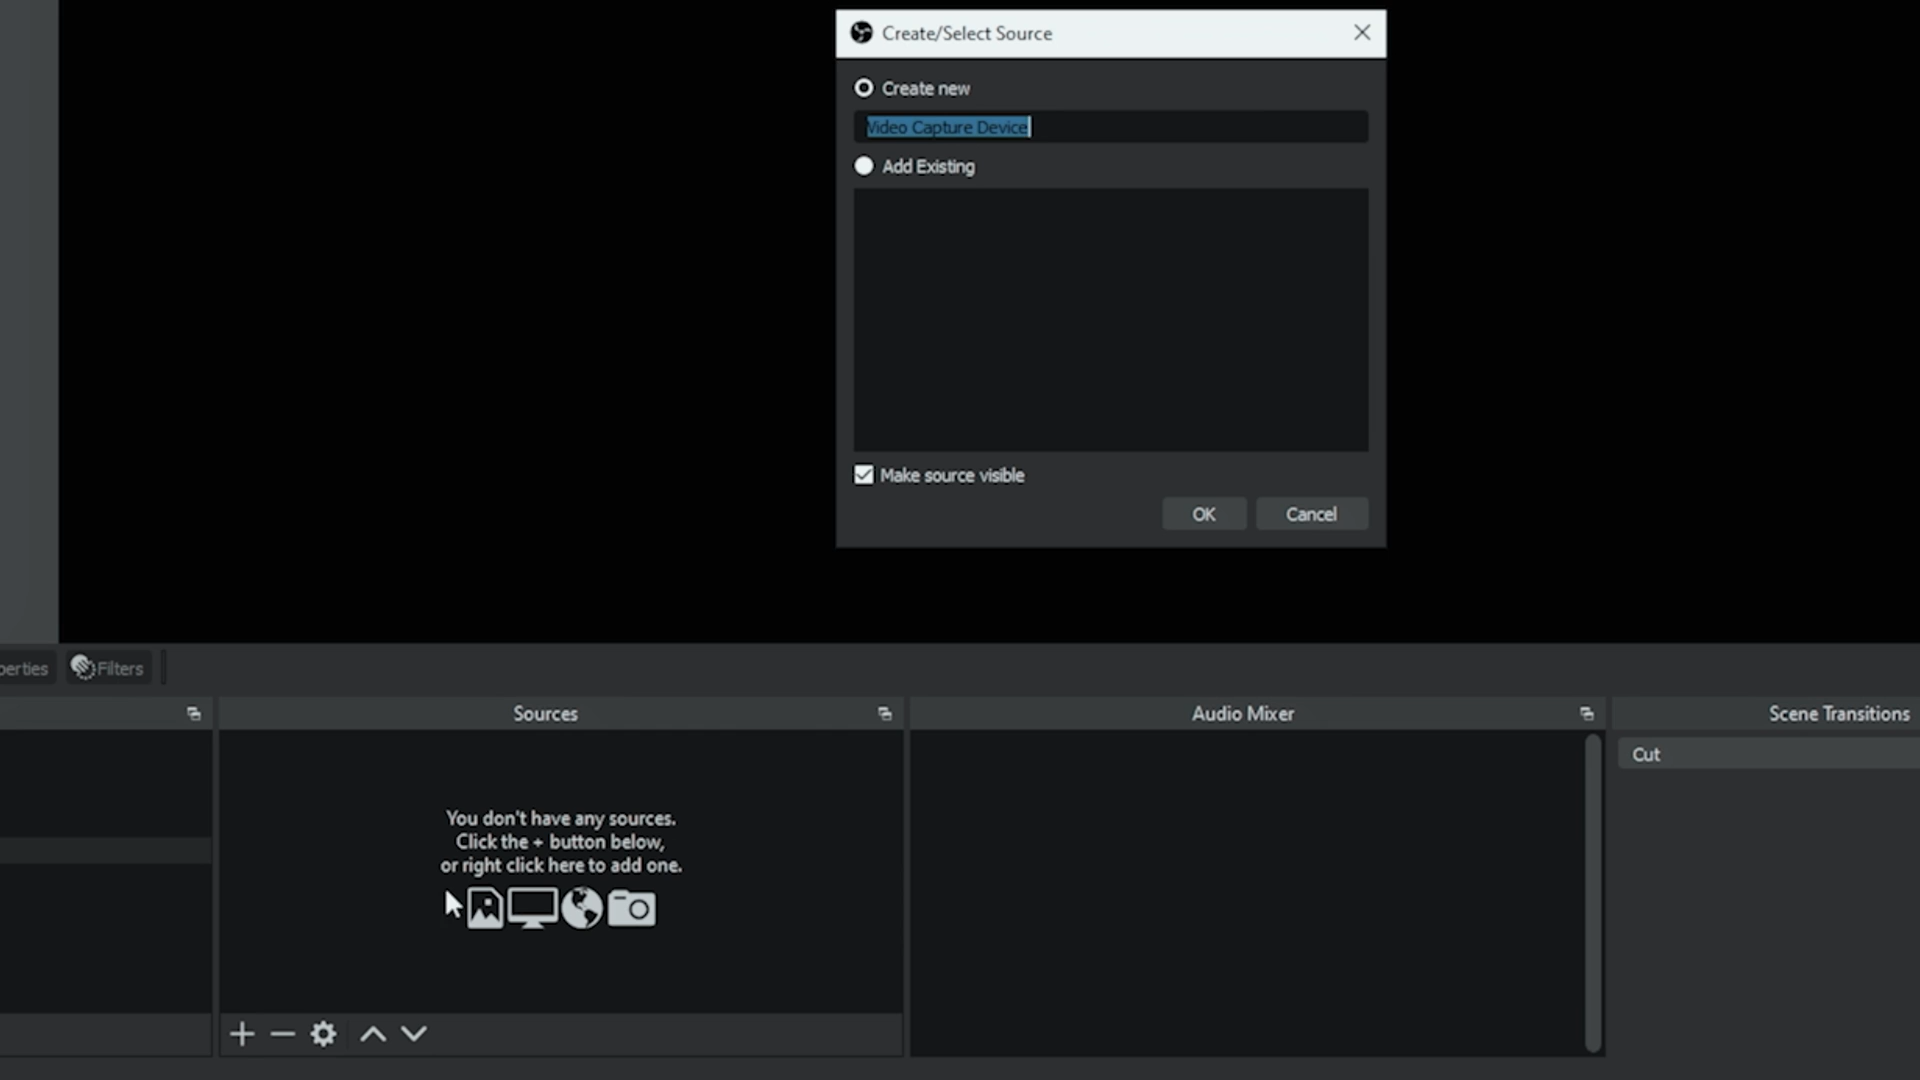 Create/Select Source
Create new
Video Capture Device
Add Existing
Make source visible
OK
Cancel
Filters
Sources
Audio Mixer
Scene Transitions
Cut
You don't have any sources.
Click the + button below,
or right click here to add one.